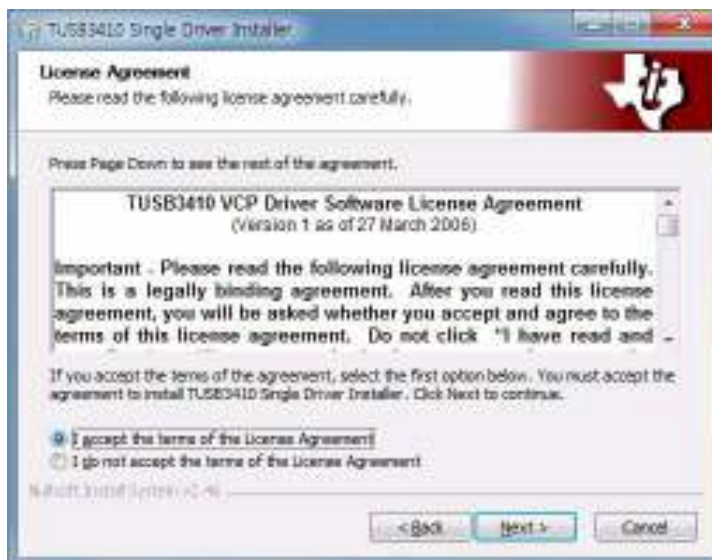 TUSB3410 Single Driver Installer
License Agreement
Please read the following license agreement carefully.
Press Page Down to see the rest of the agreement.
TUSB3410 VCP Driver Software License Agreement
(Version 1 as of 27 March 2006)
Important - Please read the following license agreement carefully.
This is a legally binding agreement. After you read this license
agreement, you will be asked whether you accept and agree to the
terms of this license agreement. Do not click "I have read and
If you accept the terms of the agreement, select the first option below. You must accept the
agreement to install TUSB3410 Single Driver Installer. Click Next to continue.
I accept the terms of the License Agreement
I do not accept the terms of the License Agreement
Nullsoft Install System v2.46
< Back
Next >
Cancel